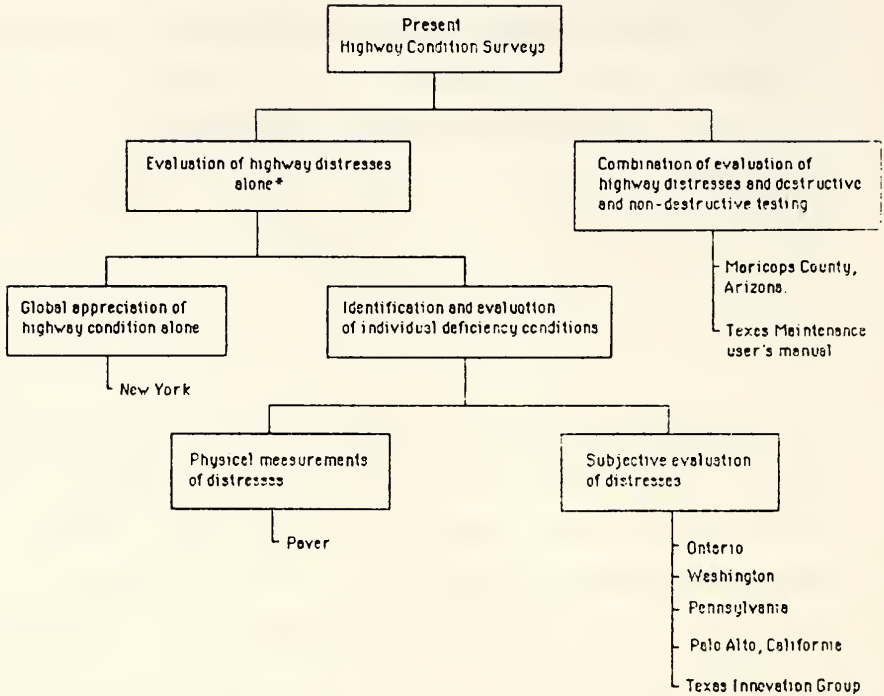 Present
Highway Condition Surveys
Evaluation of highway distresses
alone*
Combination of evaluation of
highway distresses and destructive
and non-destructive testing
Maricopa County,
Arizona.
Texas Maintenance
user's manual
Global appreciation of
highway condition alone
New York
Identification and evaluation
of individual deficiency conditions
Physical measurements
of distresses
Paver
Subjective evaluation
of distresses
Ontario
Washington
Pennsylvania
Palo Alto, California
Texas Innovation Group